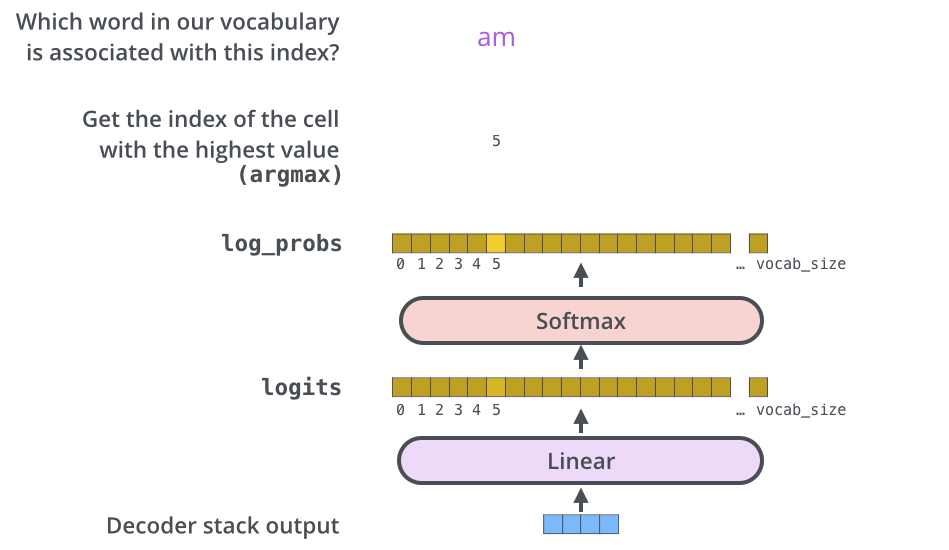 Which word in our vocabulary
is associated with this index?
am
Get the index of the cell
with the highest value
(argmax)
5
log_probs
0 1 2 3 4 5 … vocab_size
Softmax
logits
0 1 2 3 4 5 … vocab_size
Linear
Decoder stack output